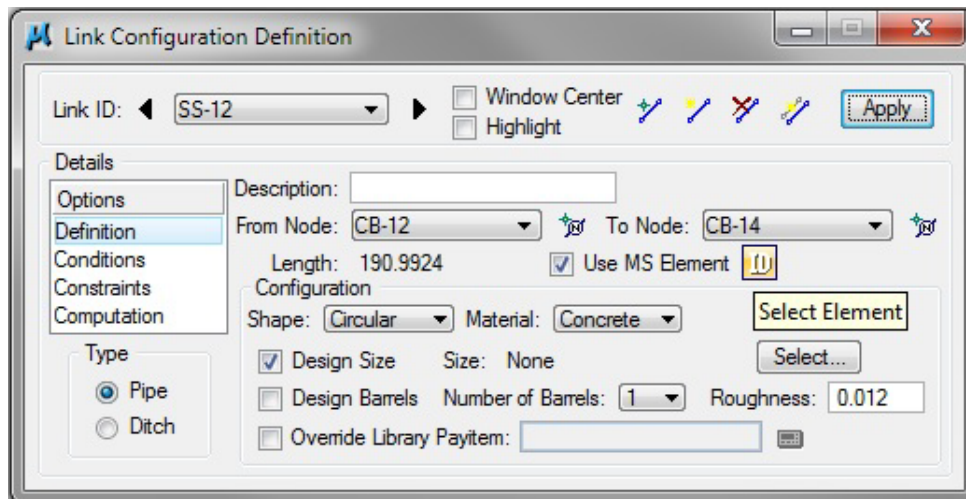 Link Configuration Definition
Link ID: SS-12 Window Center
Highlight
Apply
Details
Options
Definition
Conditions
Constraints
Computation
Type
Pipe
Ditch
Description:
From Node: CB-12 To Node: CB-14
Length: 190.9924 Use MS Element
Select Element
Configuration
Shape: Circular Material: Concrete
Design Size Size: None Select...
Design Barrels Number of Barrels: 1 Roughness: 0.012
Override Library Payitem: